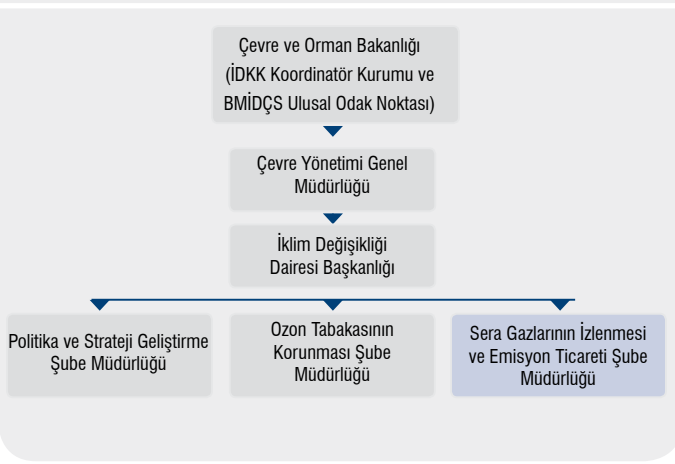 Çevre ve Orman Bakanlığı
(İDKK Koordinatör Kurumu ve
BMİDÇS Ulusal Odak Noktası)
Çevre Yönetimi Genel
Müdürlüğü
İklim Değişikliği
Dairesi Başkanlığı
Politika ve Strateji Geliştirme
Şube Müdürlüğü
Ozon Tabakasının
Korunması Şube
Müdürlüğü
Sera Gazlarının İzlenmesi
ve Emisyon Ticareti Şube
Müdürlüğü